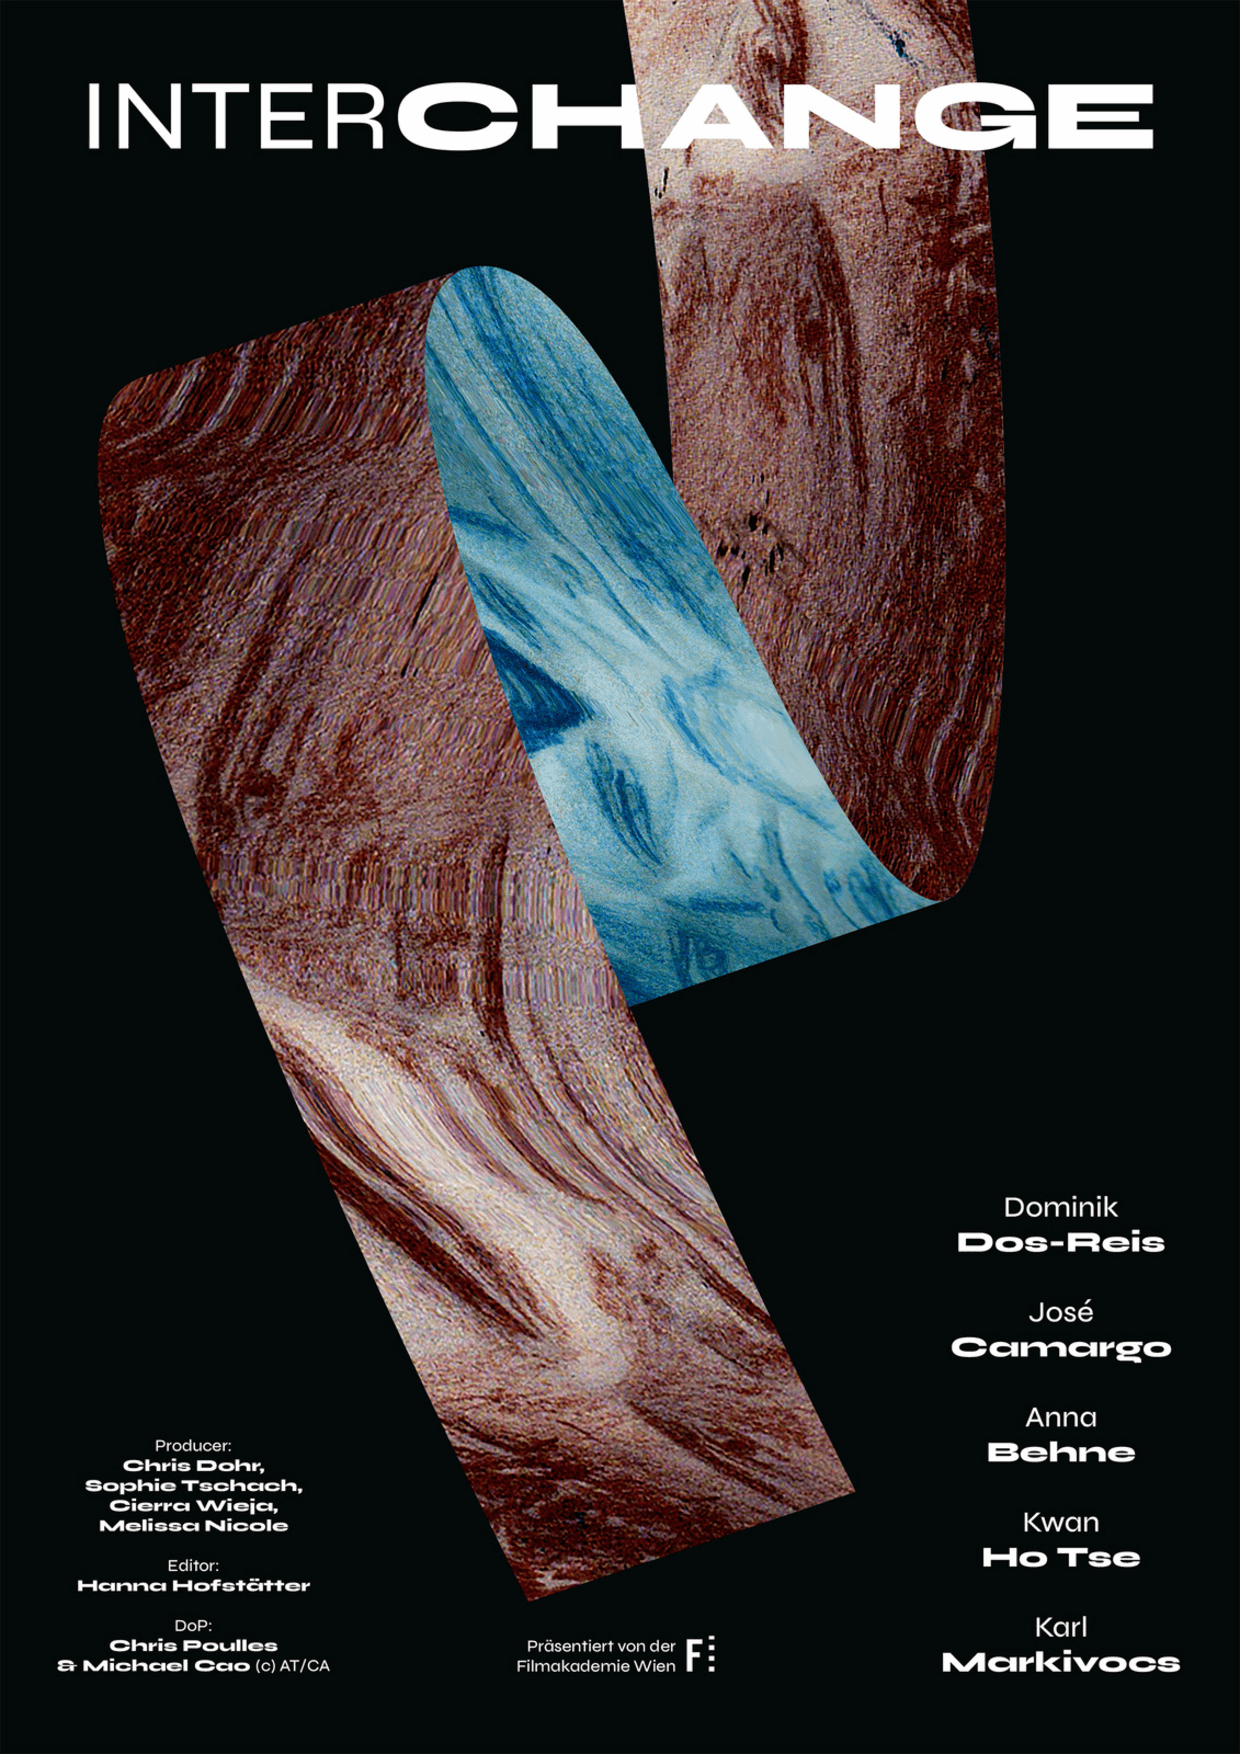 INTERCHANGE
Dominik
Dos-Reis
José
Camargo
Anna
Behne
Kwan
Ho Tse
Karl
Markivocs
Producer:
Chris Dohr,
Sophie Tschach,
Cierra Wieja,
Melissa Nicole
Editor:
Hanna Hofstätter
DoP:
Chris Poulles
& Michael Cao (c) AT/CA
Präsentiert von der
Filmakademie Wien
F